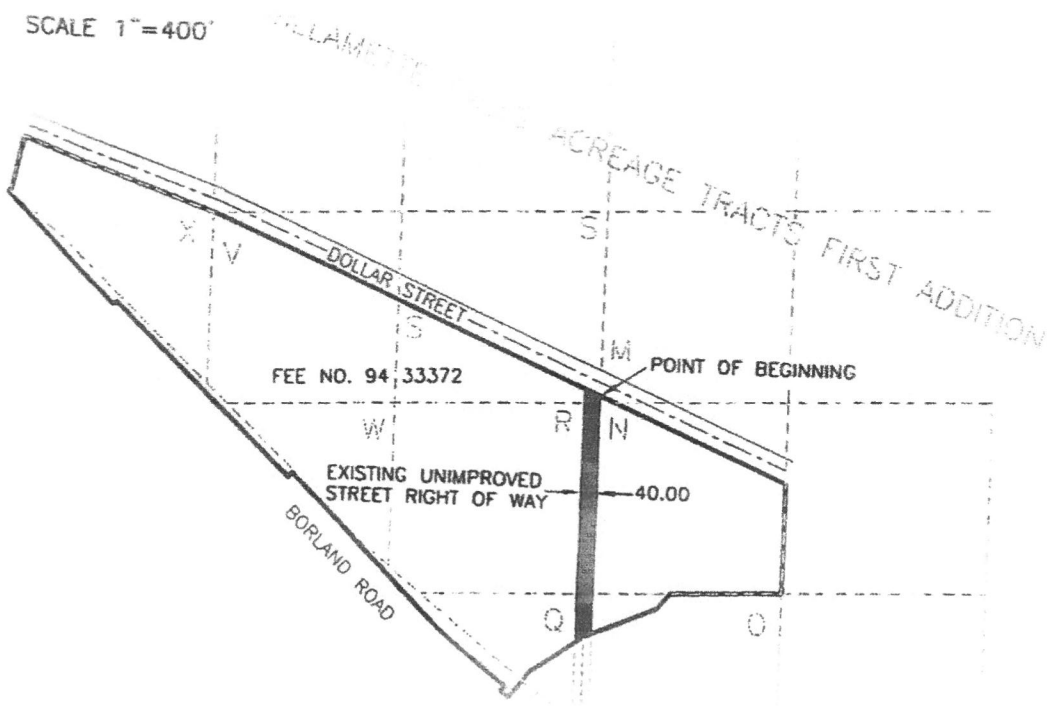 SCALE 1"=400'
ACREAGE TRACTS FIRST ADDITION
X
V
S
DOLLAR STREET
S
M
POINT OF BEGINNING
FEE NO. 94 33372
W
R
N
EXISTING UNIMPROVED
STREET RIGHT OF WAY
40.00
BORLAND ROAD
Q
O